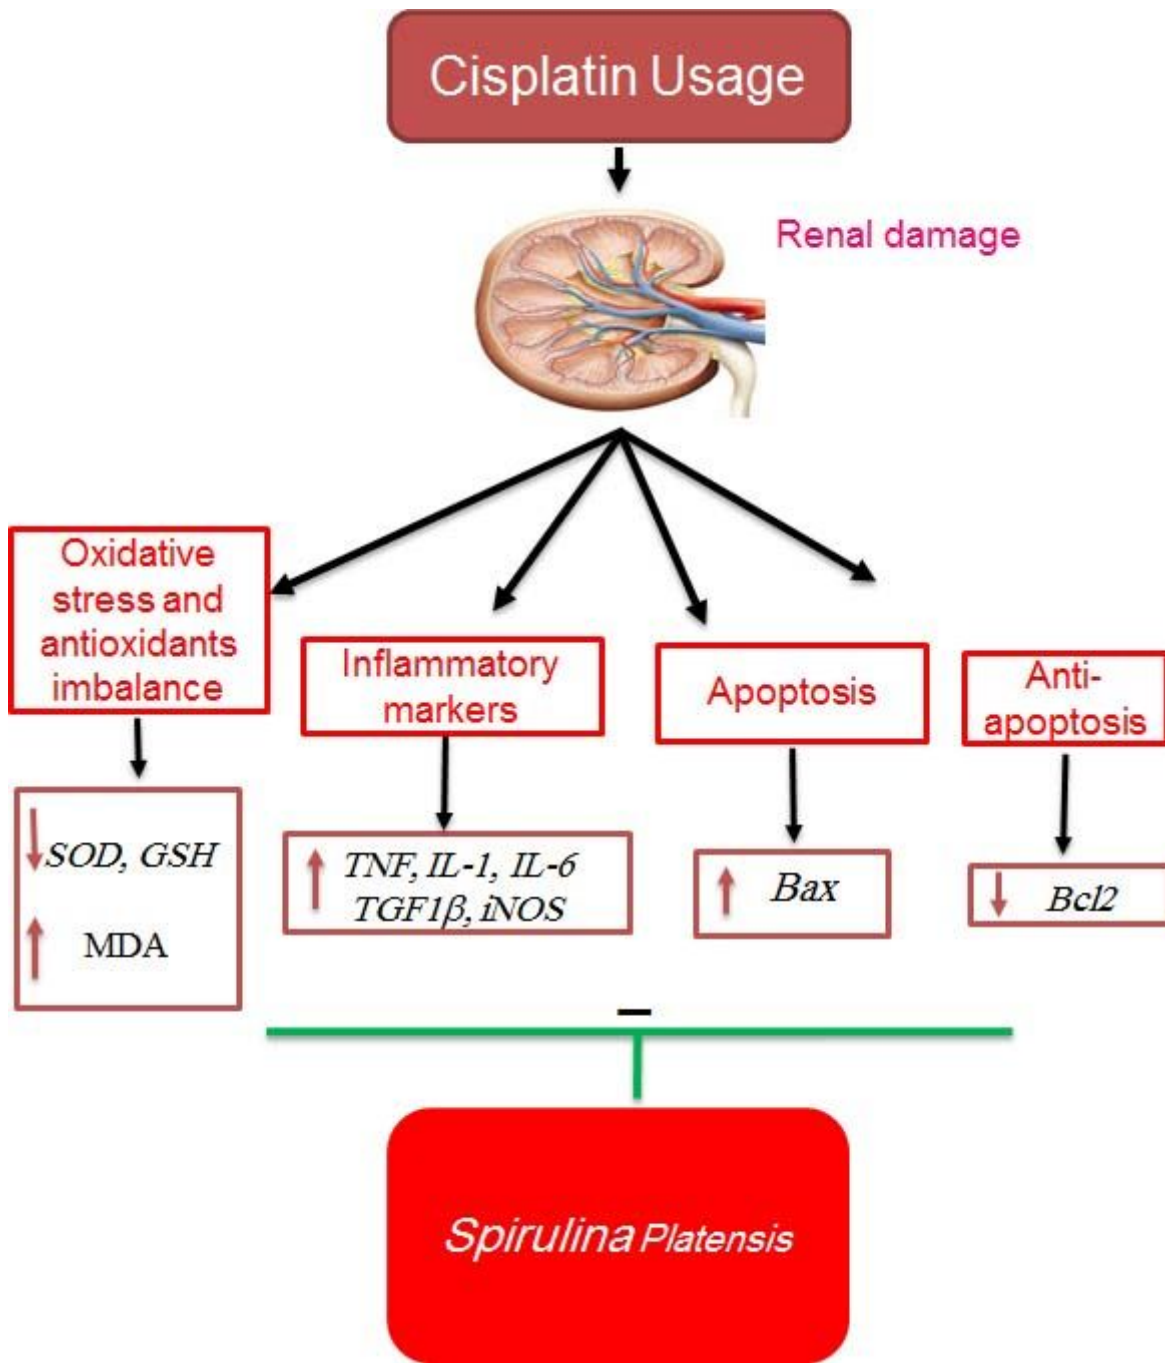 Cisplatin Usage
Renal damage
Oxidative
stress and
antioxidants
imbalance
Inflammatory
markers
Apoptosis
Anti-
apoptosis
SOD, GSH
MDA
TNF, IL-1, IL-6
TGF1β, iNOS
Bax
Bcl2
Spirulina Platensis